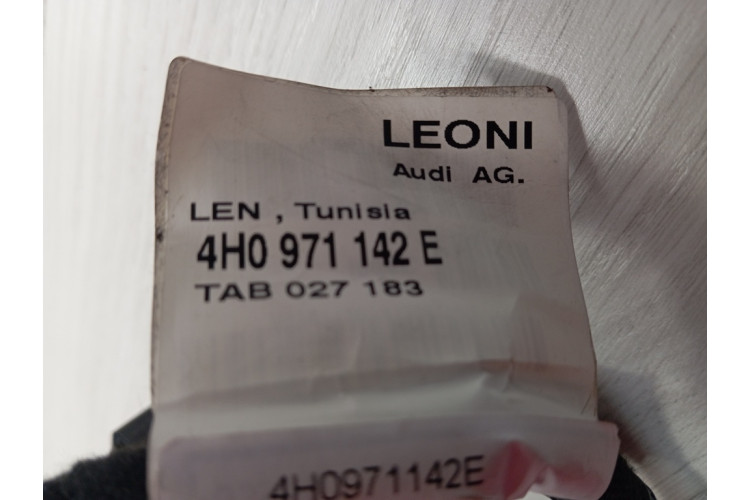 LEONI
Audi AG.
LEN , Tunisia
4H0 971 142 E
TAB 027 183
4H0971142E